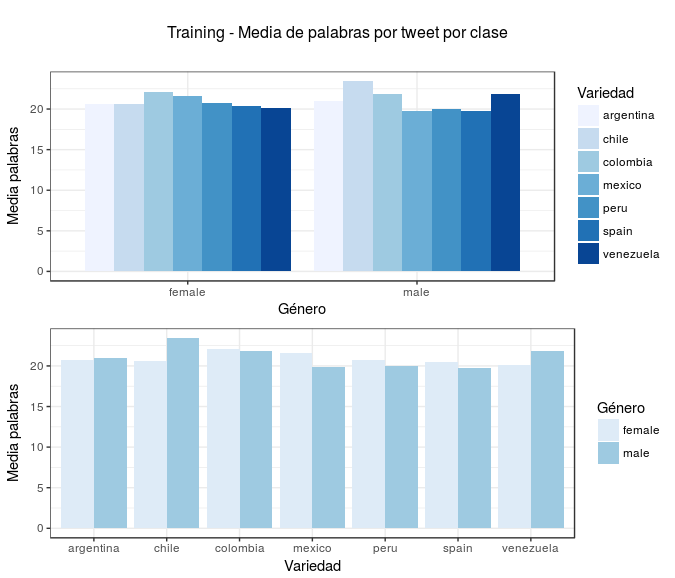 Training - Media de palabras por tweet por clase
Media palabras
20
15
10
5
0
female
male
Género
Variedad
argentina
chile
colombia
mexico
peru
spain
venezuela
Media palabras
20
15
10
5
0
argentina
chile
colombia
mexico
peru
spain
venezuela
Variedad
Género
female
male